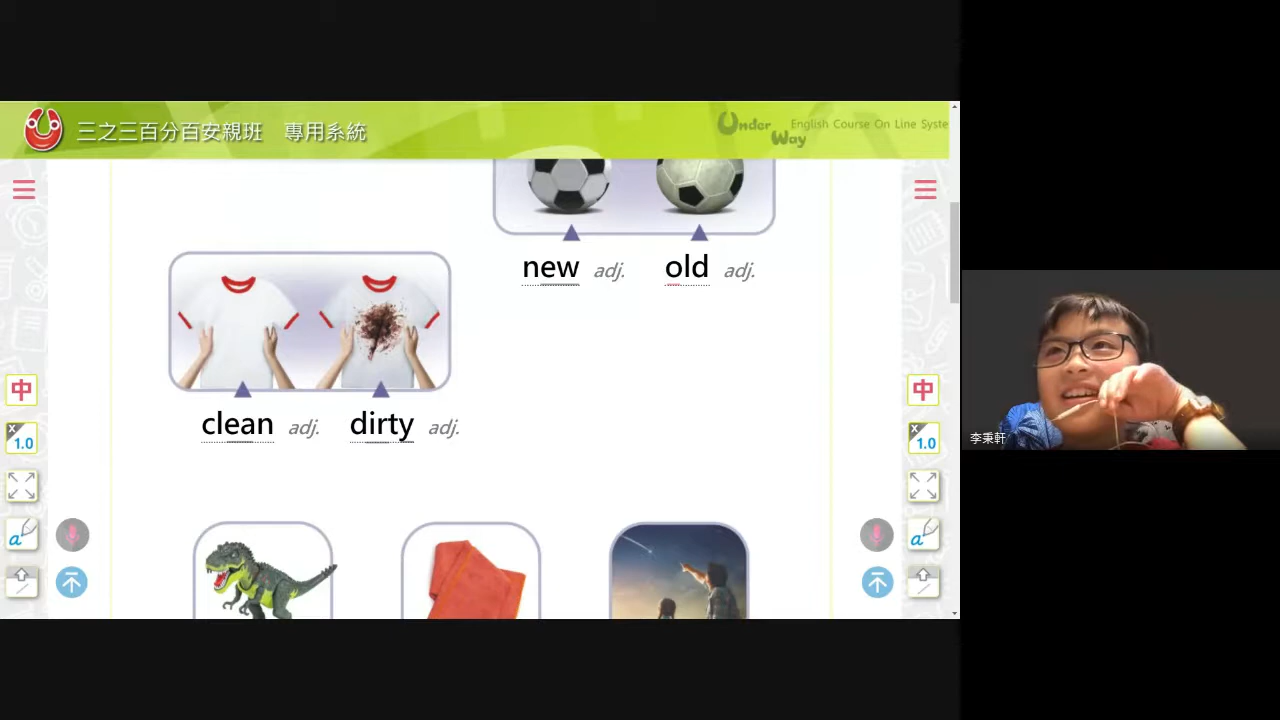 三之三百分百安親班 專用系統
Under Way English Course On Line Syste
new adj. old adj.
clean adj. dirty adj.
中
中
x 1.0
x 1.0
a
a
李秉軒